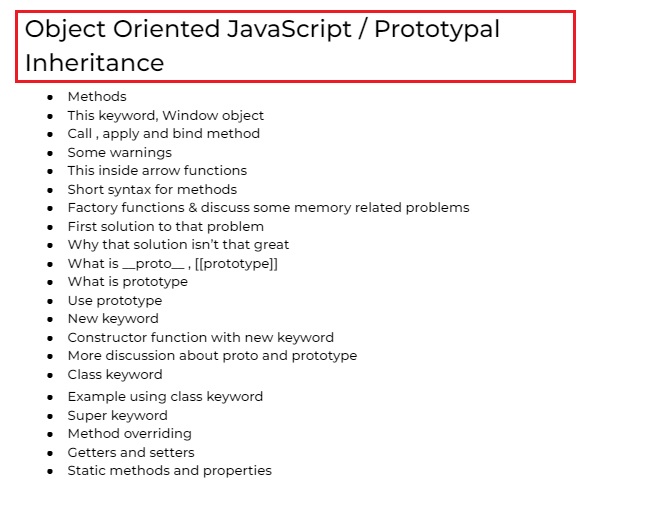 Object Oriented JavaScript / Prototypal
Inheritance
• Methods
• This keyword, Window object
• Call , apply and bind method
• Some warnings
• This inside arrow functions
• Short syntax for methods
• Factory functions & discuss some memory related problems
• First solution to that problem
• Why that solution isn't that great
• What is __proto__ , [[prototype]]
• What is prototype
• Use prototype
• New keyword
• Constructor function with new keyword
• More discussion about proto and prototype
• Class keyword
• Example using class keyword
• Super keyword
• Method overriding
• Getters and setters
• Static methods and properties